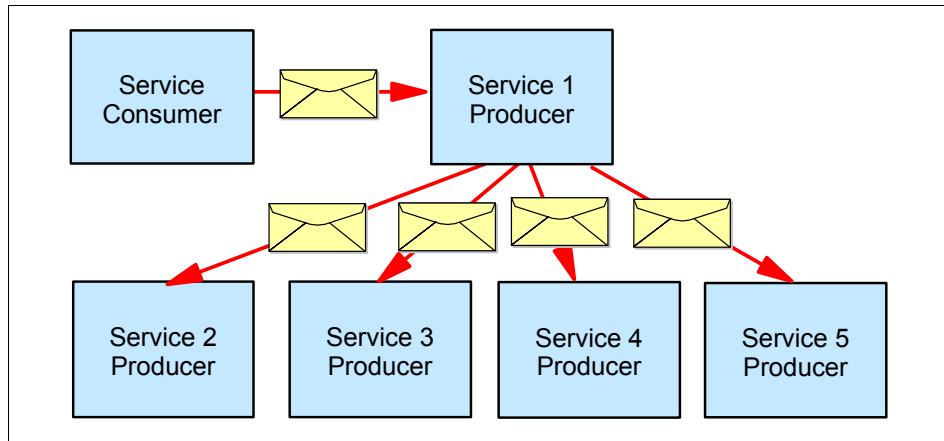 Service
Consumer
Service 1
Producer
Service 2
Producer
Service 3
Producer
Service 4
Producer
Service 5
Producer